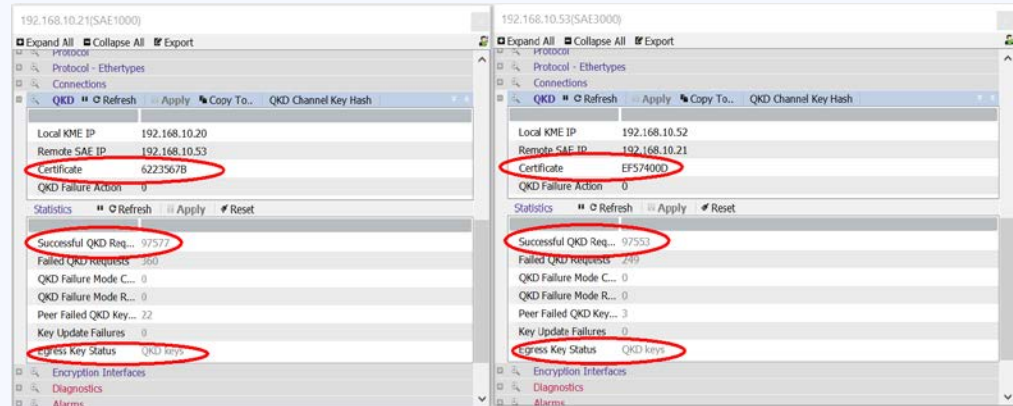 192.168.10.21(SAE1000)
Expand All Collapse All Export
Protocol
Protocol - Ethertypes
Connections
QKD Refresh Apply Copy To.. QKD Channel Key Hash
Local KME IP 192.168.10.20
Remote SAE IP 192.168.10.53
Certificate 6223567B
QKD Failure Action 0
Statistics Refresh Apply Reset
Successful QKD Req... 97577
Failed QKD Requests 360
QKD Failure Mode C... 0
QKD Failure Mode R... 0
Peer Failed QKD Key... 22
Key Update Failures 0
Egress Key Status QKD keys
Encryption Interfaces
Diagnostics
Alarms
192.168.10.53(SAE3000)
Expand All Collapse All Export
Protocol
Protocol - Ethertypes
Connections
QKD Refresh Apply Copy To.. QKD Channel Key Hash
Local KME IP 192.168.10.52
Remote SAE IP 192.168.10.21
Certificate EF57400D
QKD Failure Action 0
Statistics Refresh Apply Reset
Successful QKD Req... 97553
Failed QKD Requests 249
QKD Failure Mode C... 0
QKD Failure Mode R... 0
Peer Failed QKD Key... 3
Key Update Failures 0
Egress Key Status QKD keys
Encryption Interfaces
Diagnostics
Alarms